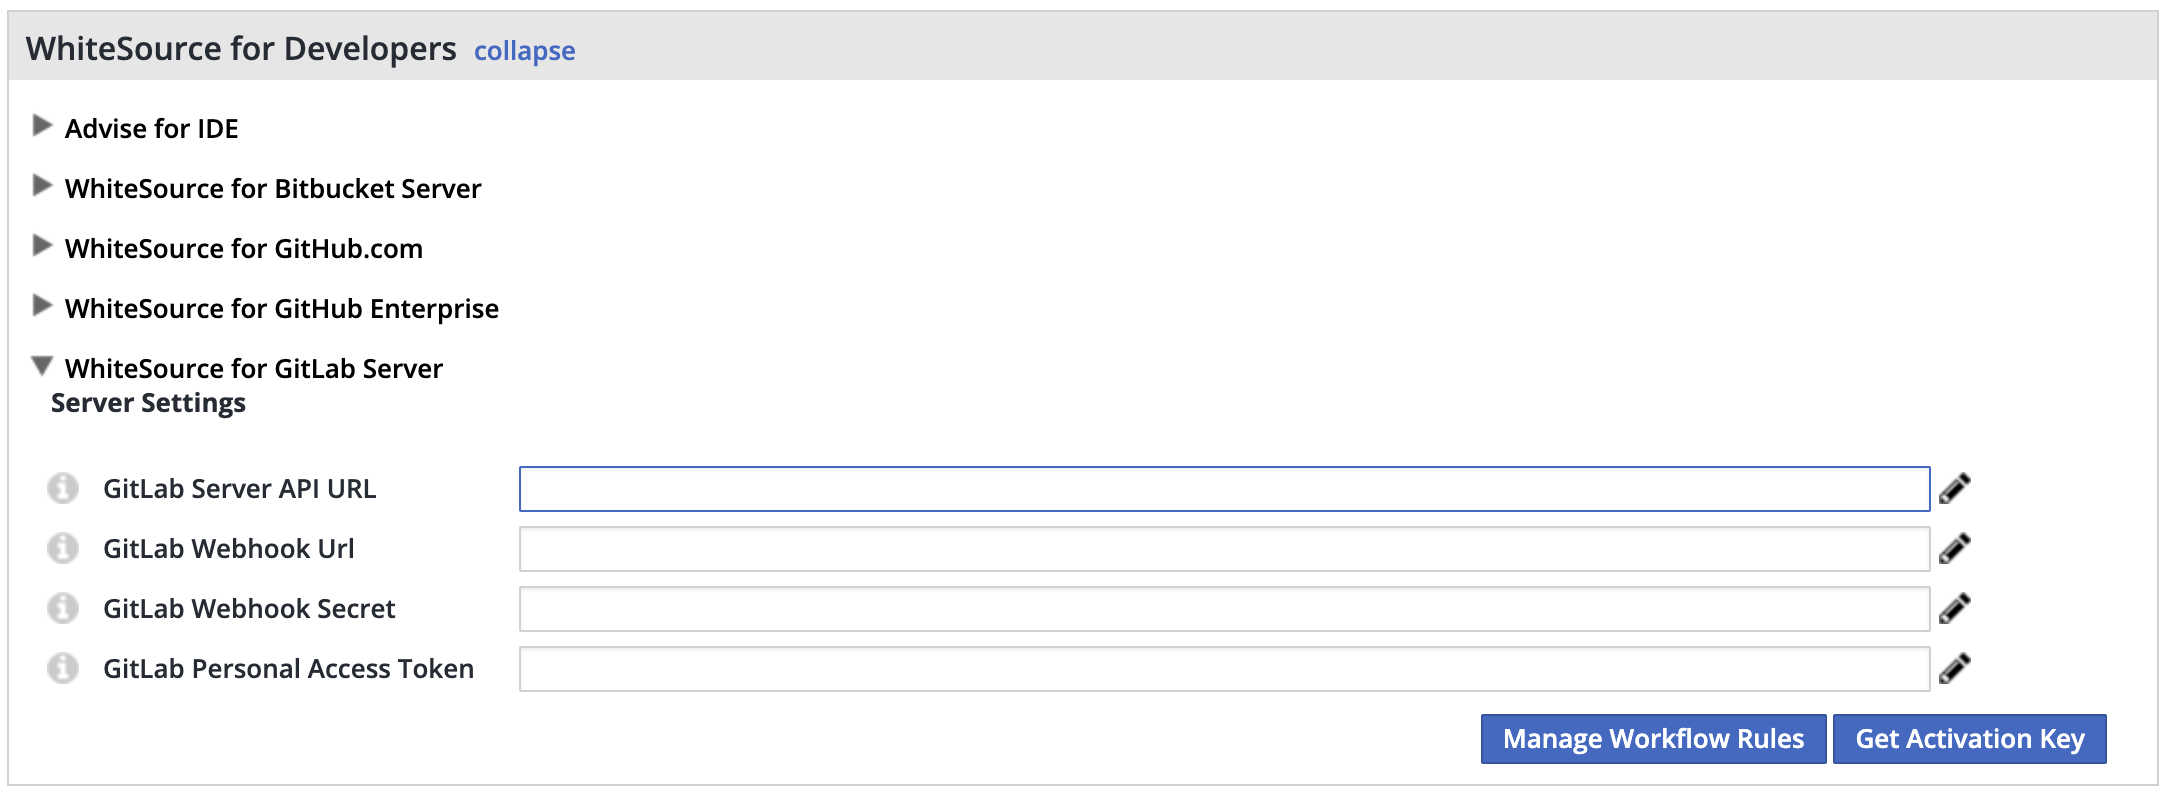 WhiteSource for Developers collapse
Advise for IDE
WhiteSource for Bitbucket Server
WhiteSource for GitHub.com
WhiteSource for GitHub Enterprise
WhiteSource for GitLab Server
Server Settings
GitLab Server API URL
GitLab Webhook Url
GitLab Webhook Secret
GitLab Personal Access Token
Manage Workflow Rules Get Activation Key